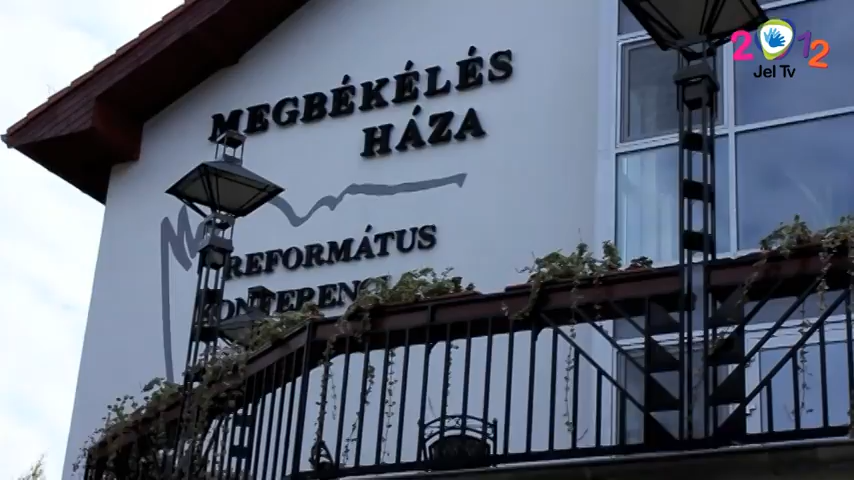 2012
Jel Tv
MEGBÉKÉLÉS
HÁZA
REFORMÁTUS